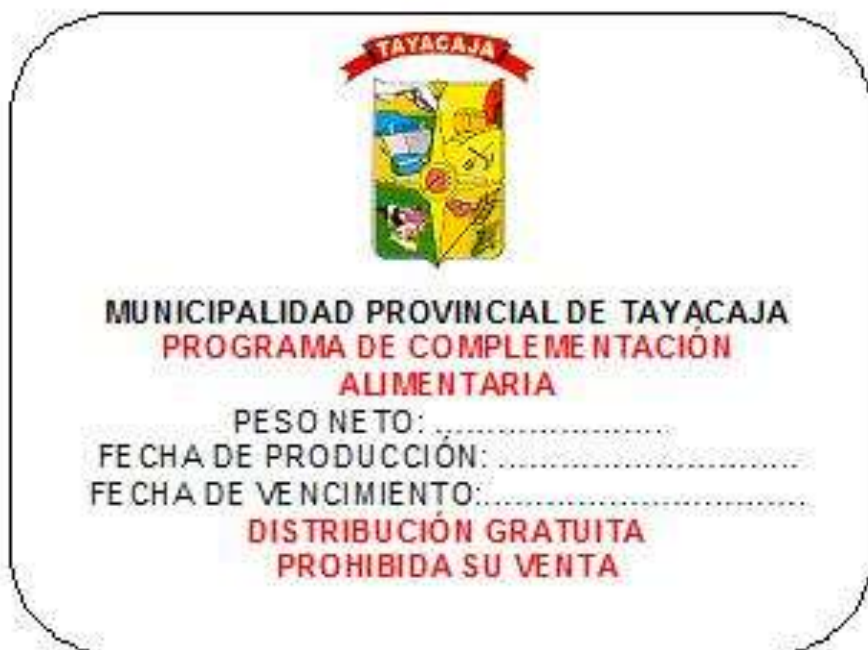 TAYACAJA
MUNICIPALIDAD PROVINCIAL DE TAYACAJA
PROGRAMA DE COMPLEMENTACIÓN
ALIMENTARIA
PESO NETO: ........................
FECHA DE PRODUCCIÓN: ..............................
FECHA DE VENCIMIENTO:.................................
DISTRIBUCIÓN GRATUITA
PROHIBIDA SU VENTA